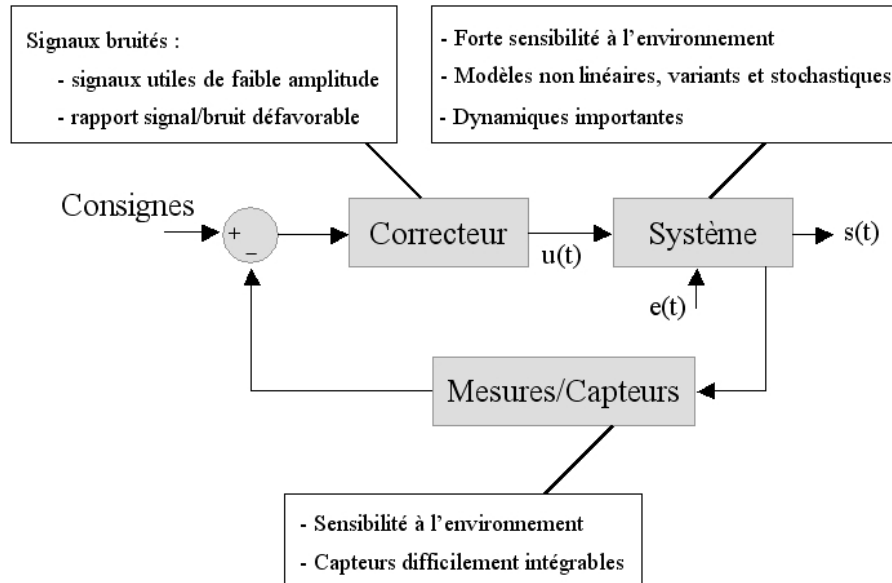 Signaux bruités :
- signaux utiles de faible amplitude
- rapport signal/bruit défavorable
- Forte sensibilité à l'environnement
- Modèles non linéaires, variants et stochastiques
- Dynamiques importantes
Consignes
+
−
Correcteur
u(t)
Système
s(t)
e(t)
Mesures/Capteurs
- Sensibilité à l'environnement
- Capteurs difficilement intégrables